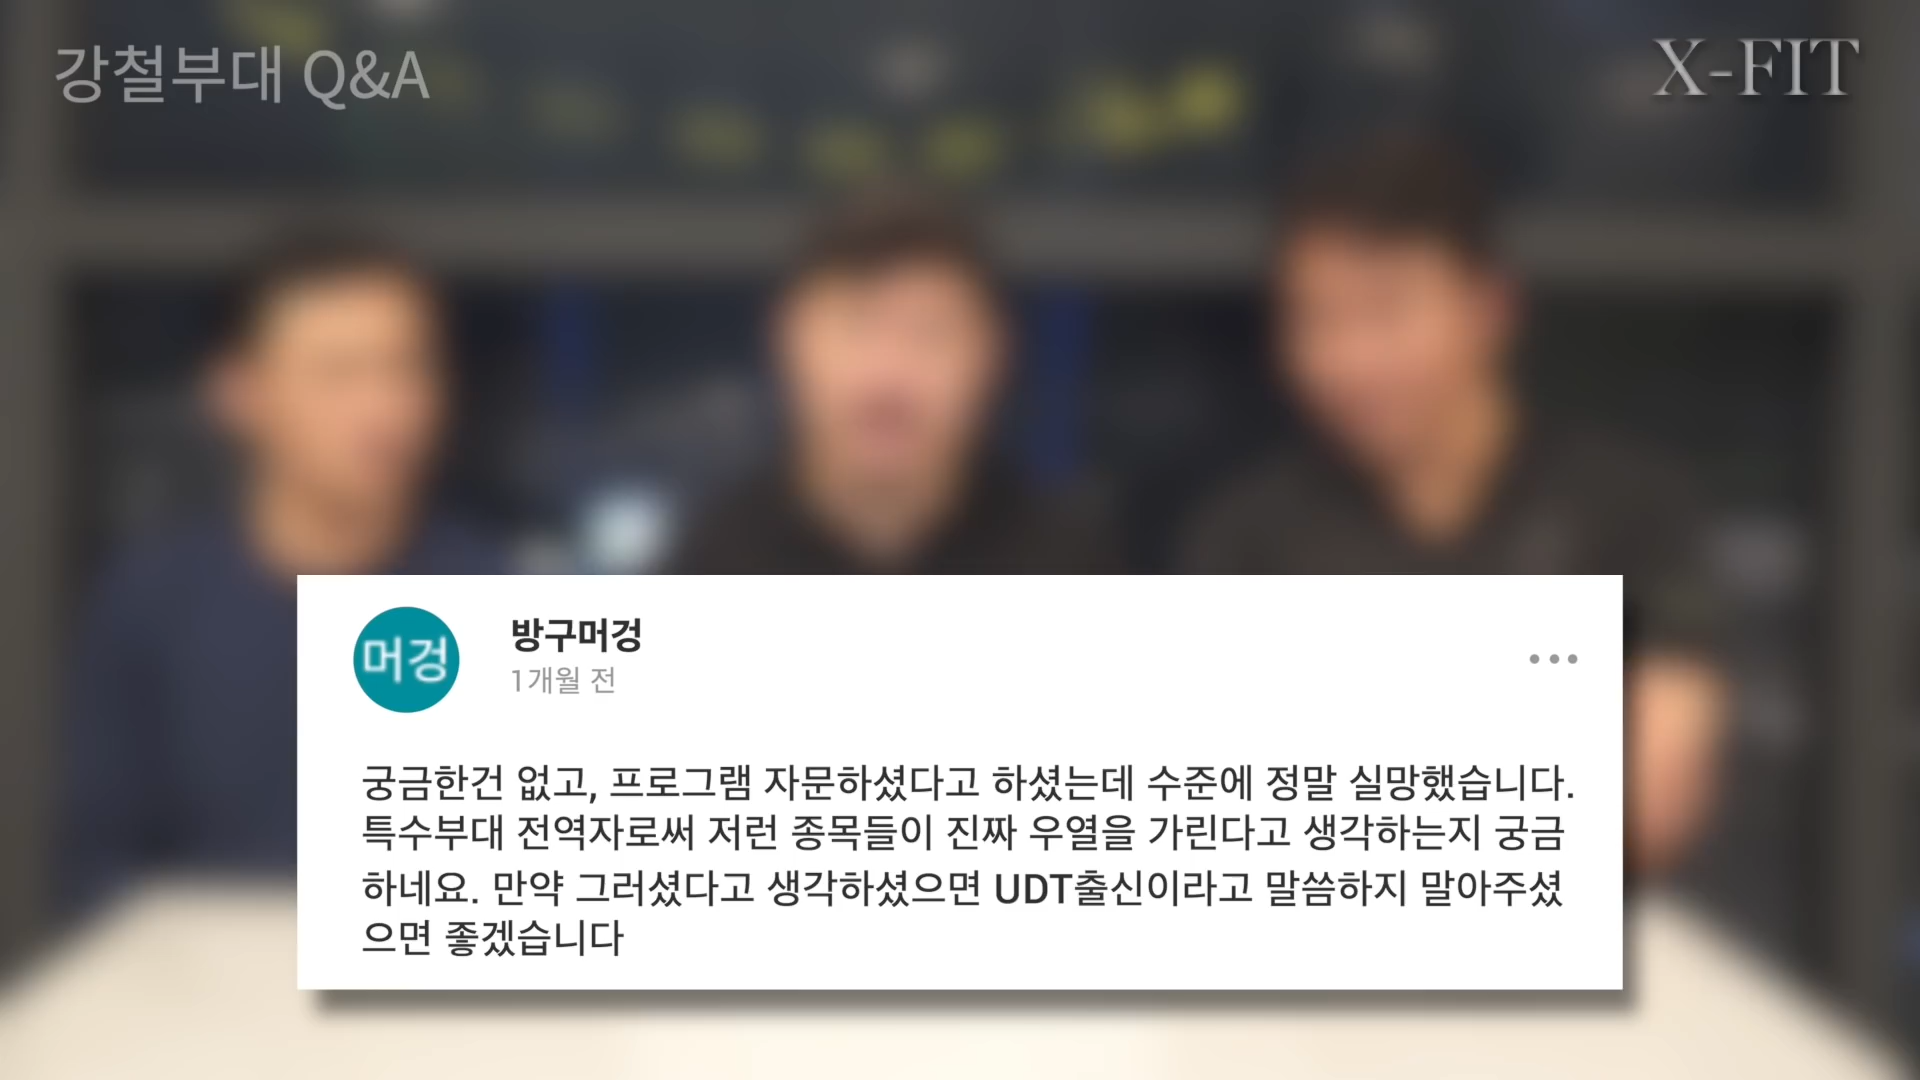 강철부대 Q&A
X-FIT
머겅
방구머겅
1개월 전
궁금한건 없고, 프로그램 자문하셨다고 하셨는데 수준에 정말 실망했습니다.
특수부대 전역자로써 저런 종목들이 진짜 우열을 가린다고 생각하는지 궁금
하네요. 만약 그러셨다고 생각하셨으면 UDT출신이라고 말씀하지 말아주셨
으면 좋겠습니다